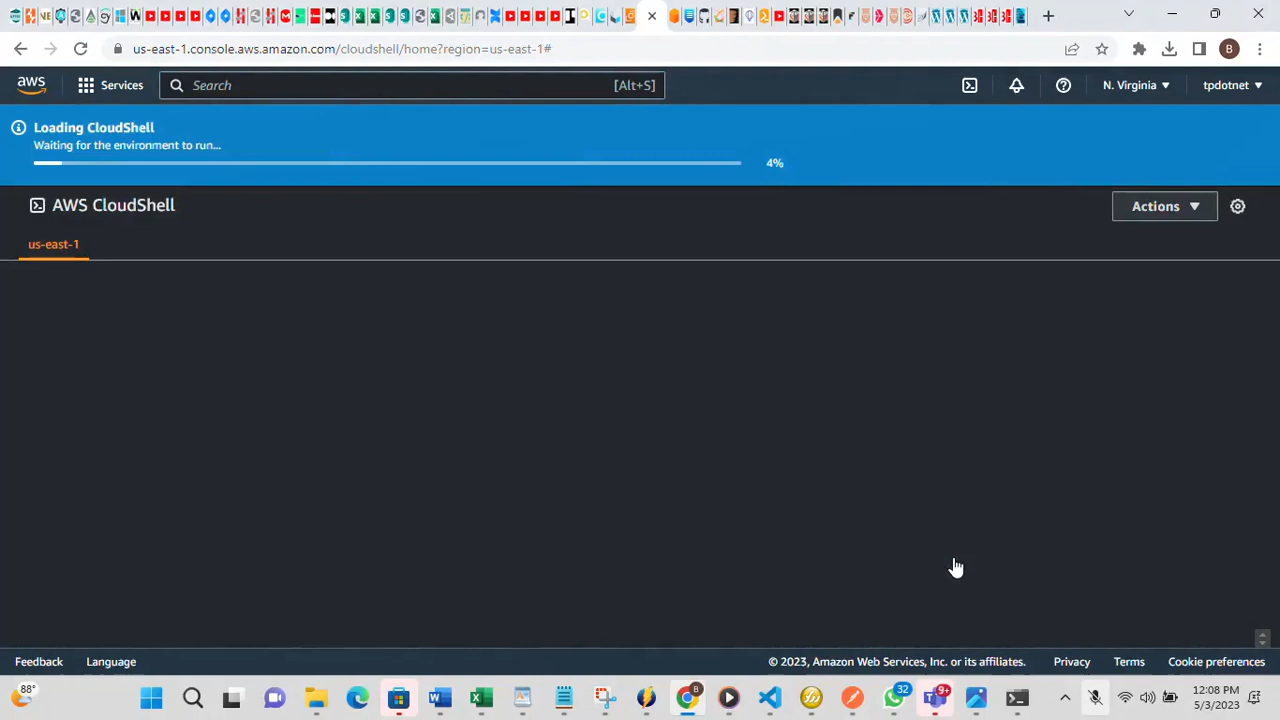 us-east-1.console.aws.amazon.com/cloudshell/home?region=us-east-1#
B
aws
Services
Search
[Alt+S]
N. Virginia
tpdotnet
Loading CloudShell
Waiting for the environment to run...
4%
AWS CloudShell
Actions
us-east-1
Feedback
Language
© 2023, Amazon Web Services, Inc. or its affiliates.
Privacy
Terms
Cookie preferences
88°
32
9+
12:08 PM
5/3/2023